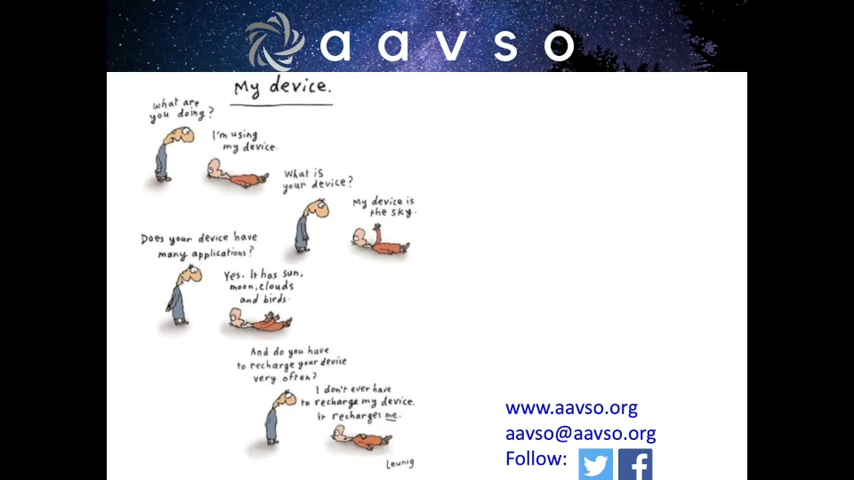 aavso
My device.
What are
you doing?
I'm using
my device.
What is
your device?
My device is
the sky.
Does your device have
many applications?
Yes. It has sun,
moon, clouds
and birds.
And do you have
to recharge your device
very often?
I don't ever have
to recharge my device.
It recharges me.
Leunig
www.aavso.org
aavso@aavso.org
Follow: